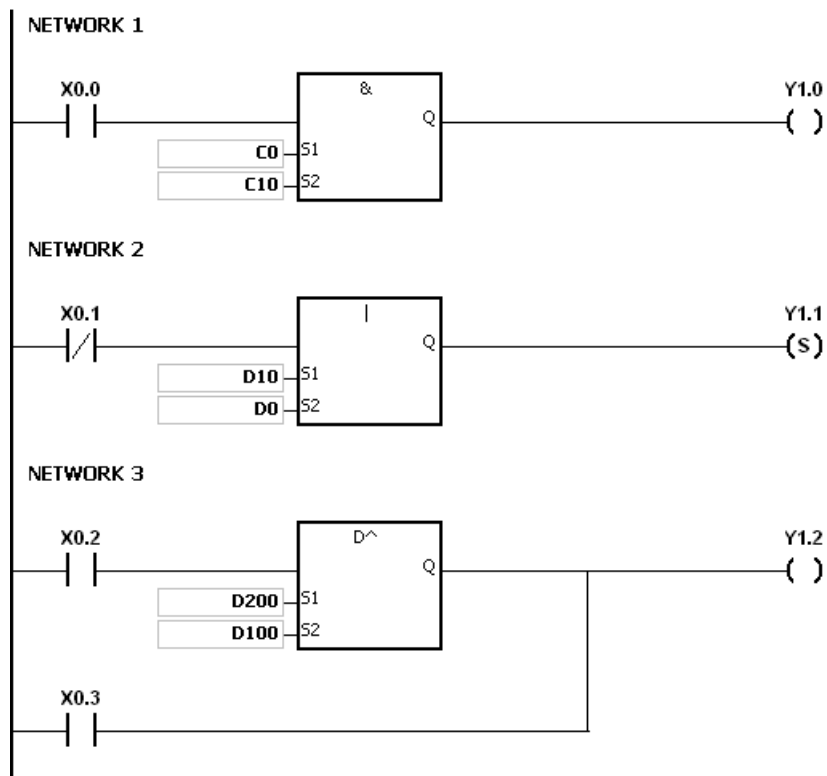 NETWORK 1
X0.0
&
Y1.0
Q
C0 S1
C10 S2
NETWORK 2
X0.1
|
Y1.1
Q
(S)
D10 S1
D0 S2
NETWORK 3
X0.2
D^
Y1.2
Q
D200 S1
D100 S2
X0.3